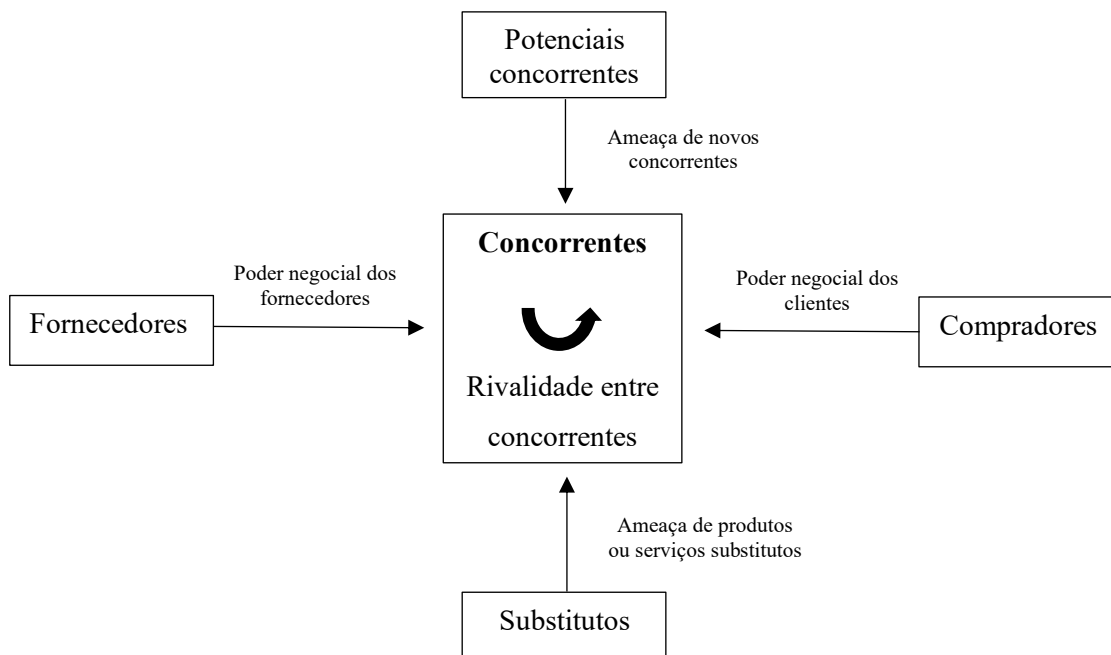 Potenciais
concorrentes
Ameaça de novos
concorrentes
Concorrentes
Poder negocial dos
fornecedores
Poder negocial dos
clientes
Fornecedores
Compradores
Rivalidade entre
concorrentes
Ameaça de produtos
ou serviços substitutos
Substitutos